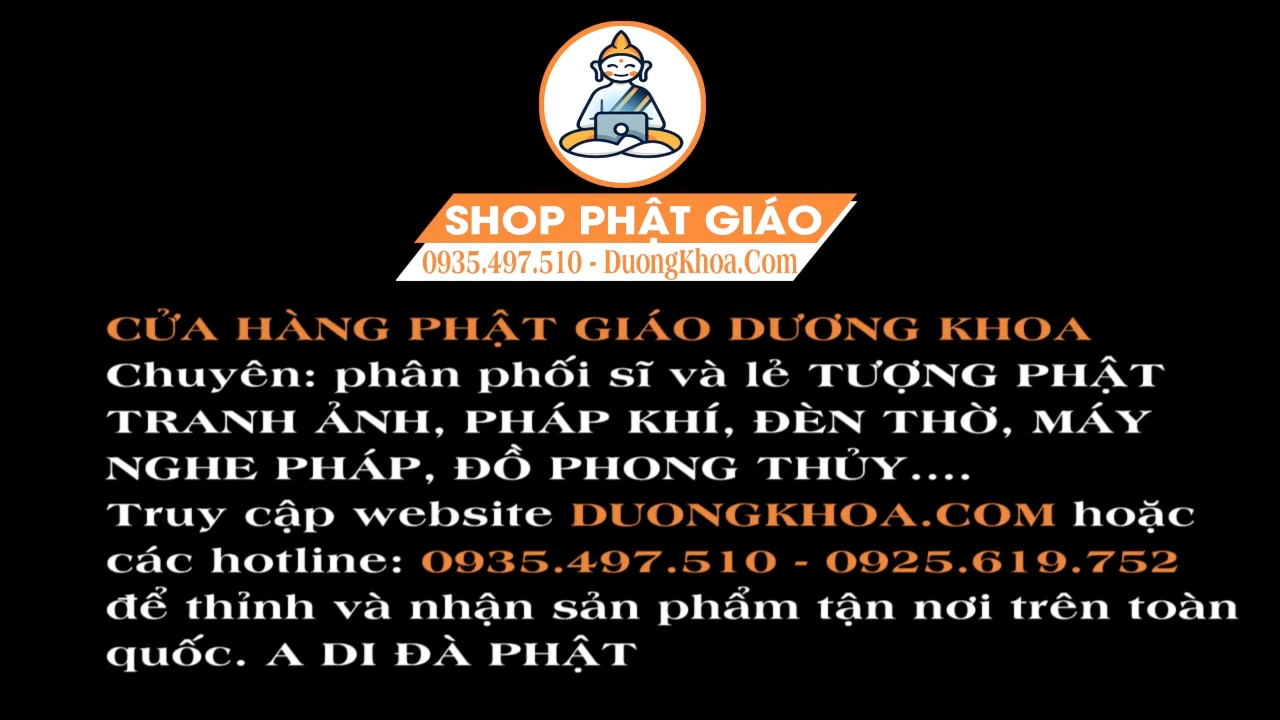 SHOP PHẬT GIÁO
0935.497.510 - DuongKhoa.Com
CỬA HÀNG PHẬT GIÁO DƯƠNG KHOA
Chuyên: phân phối sĩ và lẻ TƯỢNG PHẬT
TRANH ẢNH, PHÁP KHÍ, ĐÈN THỜ, MÁY
NGHE PHÁP, ĐỒ PHONG THỦY....
Truy cập website DUONGKHOA.COM hoặc
các hotline: 0935.497.510 - 0925.619.752
để thỉnh và nhận sản phẩm tận nơi trên toàn
quốc. A DI ĐÀ PHẬT